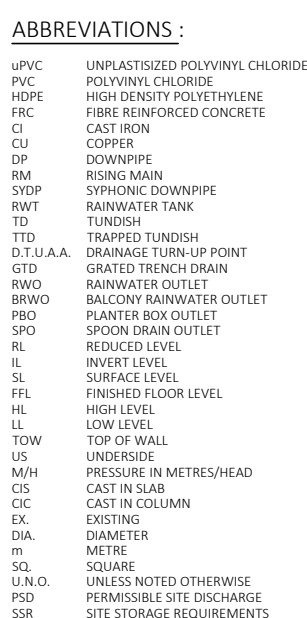 ABBREVIATIONS :
uPVC UNPLASTISIZED POLYVINYL CHLORIDE
PVC POLYVINYL CHLORIDE
HDPE HIGH DENSITY POLYETHYLENE
FRC FIBRE REINFORCED CONCRETE
CI CAST IRON
CU COPPER
DP DOWNPIPE
RM RISING MAIN
SYDP SYPHONIC DOWNPIPE
RWT RAINWATER TANK
TD TUNDISH
TTD TRAPPED TUNDISH
D.T.U.A.A. DRAINAGE TURN-UP POINT
GTD GRATED TRENCH DRAIN
RWO RAINWATER OUTLET
BRWO BALCONY RAINWATER OUTLET
PBO PLANTER BOX OUTLET
SPO SPOON DRAIN OUTLET
RL REDUCED LEVEL
IL INVERT LEVEL
SL SURFACE LEVEL
FFL FINISHED FLOOR LEVEL
HL HIGH LEVEL
LL LOW LEVEL
TOW TOP OF WALL
US UNDERSIDE
M/H PRESSURE IN METRES/HEAD
CIS CAST IN SLAB
CIC CAST IN COLUMN
EX. EXISTING
DIA. DIAMETER
m METRE
SQ. SQUARE
U.N.O. UNLESS NOTED OTHERWISE
PSD PERMISSIBLE SITE DISCHARGE
SSR SITE STORAGE REQUIREMENTS